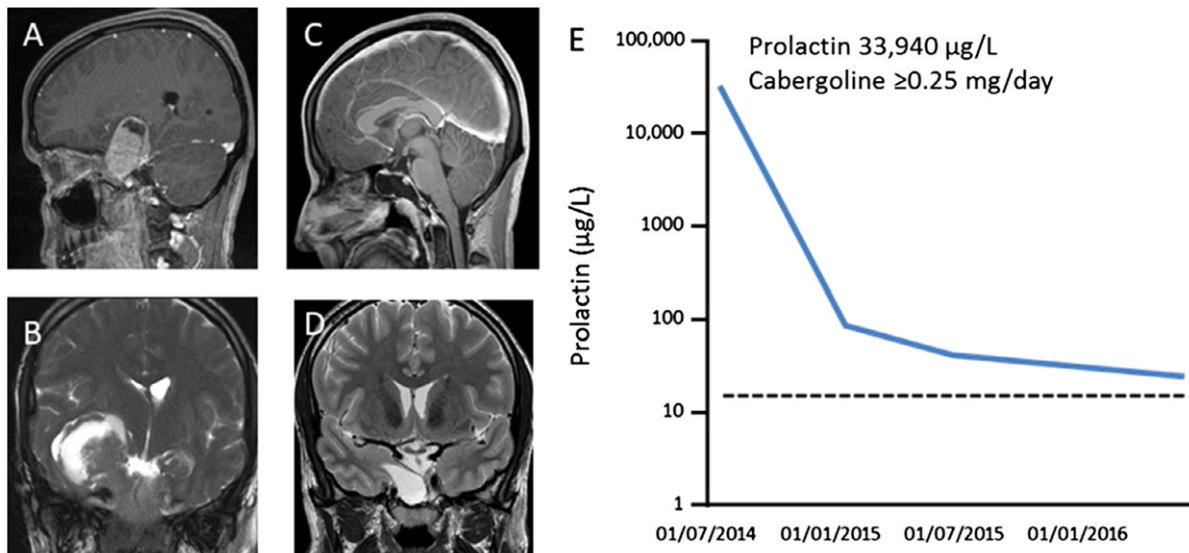 A
C
B
D
E
Prolactin 33,940 µg/L
Cabergoline ≥0.25 mg/day
Prolactin (µg/L)
100,000
10,000
1000
100
10
1
01/07/2014
01/01/2015
01/07/2015
01/01/2016